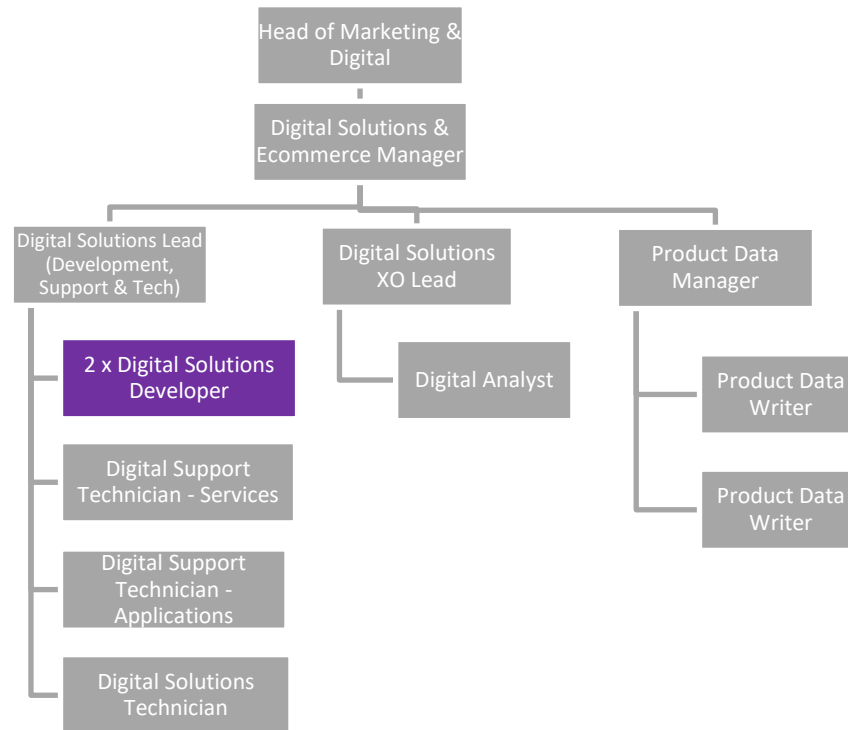 Head of Marketing &
Digital
Digital Solutions &
Ecommerce Manager
Digital Solutions Lead
(Development,
Support & Tech)
2 x Digital Solutions
Developer
Digital Support
Technician - Services
Digital Support
Technician -
Applications
Digital Solutions
Technician
Digital Solutions
XO Lead
Digital Analyst
Product Data
Manager
Product Data
Writer
Product Data
Writer